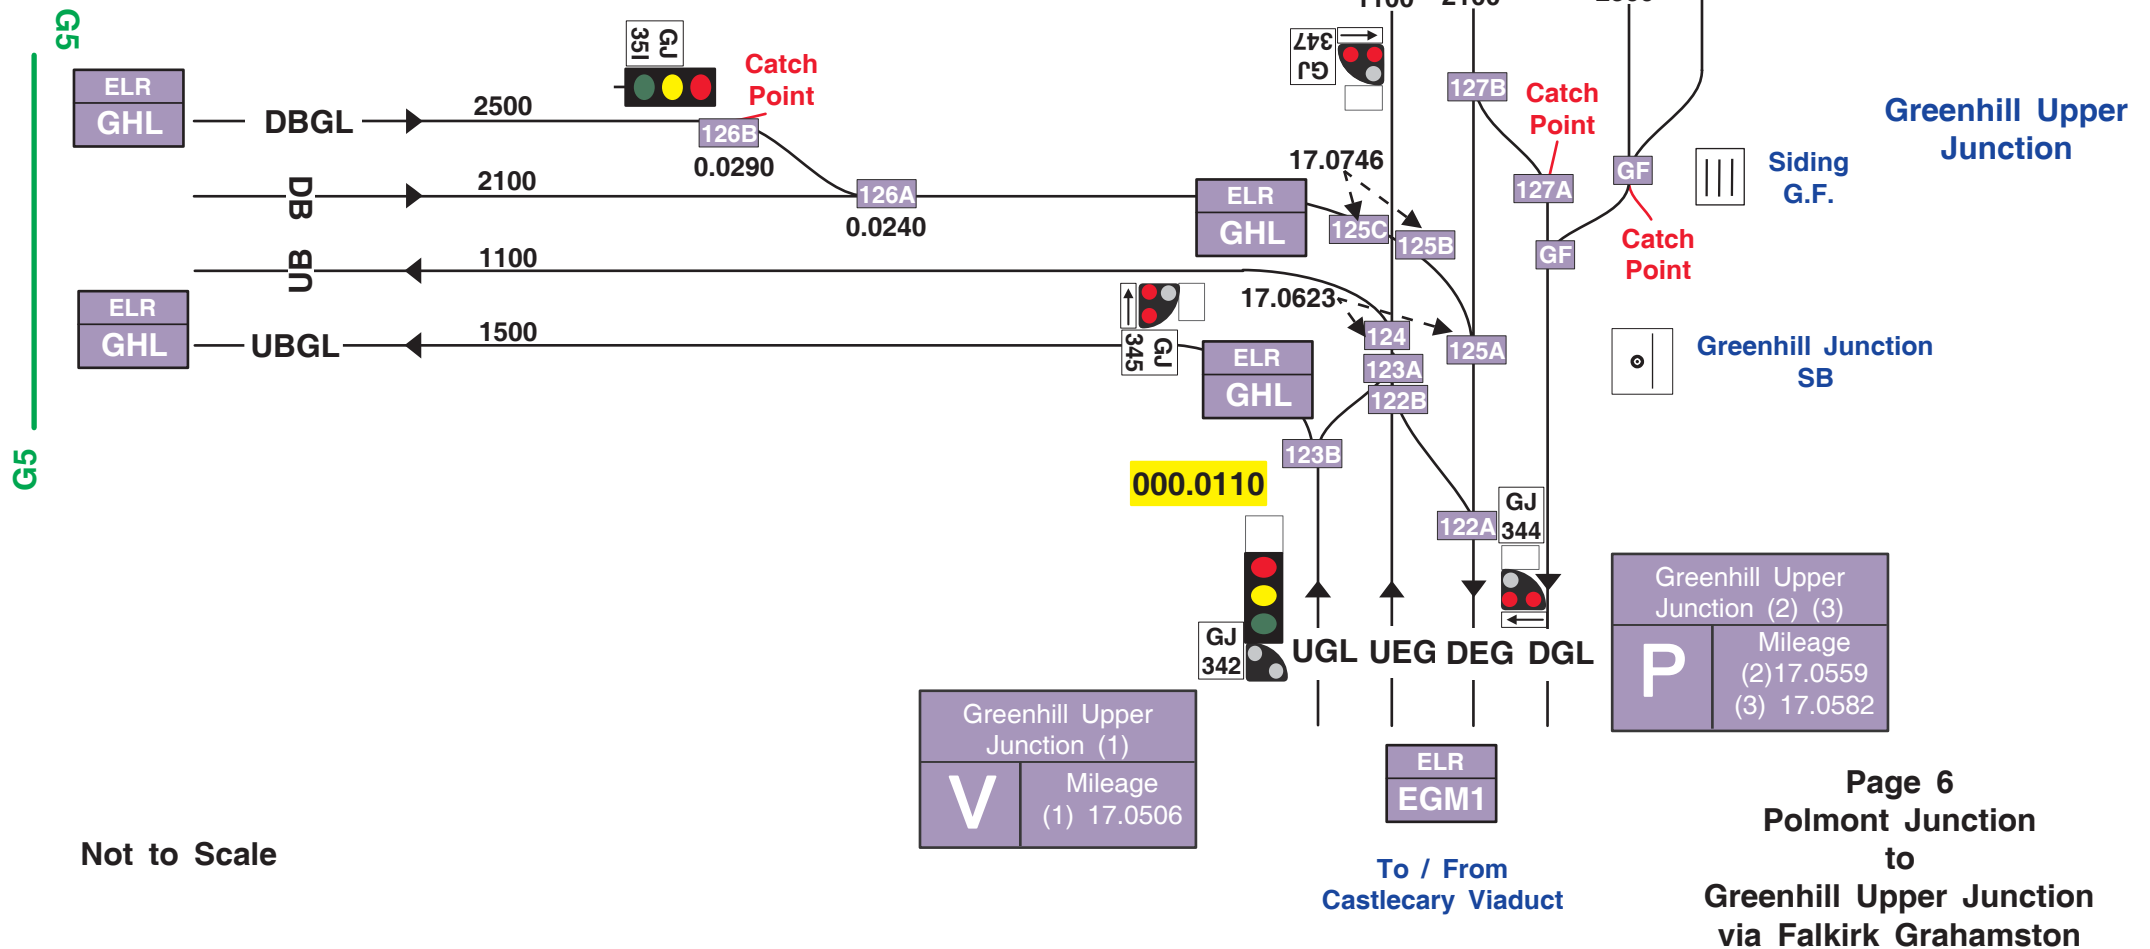 G5
G5
ELR
GHL
DBGL
2500
GJ
35I
Catch
Point
126B
0.0290
DB
2100
126A
0.0240
UB
1100
ELR
GHL
UBGL
1500
GJ
345
ELR
GHL
ELR
GHL
1100
2100
GJ
347
17.0746
125C
125B
17.0623
124
123A
122B
125A
123B
000.0110
122A
127B
Catch
Point
127A
GF
GF
Catch
Point
Siding
G.F.
Greenhill Upper
Junction
Greenhill Junction
SB
GJ
344
GJ
342
UGL UEG DEG DGL
Greenhill Upper
Junction (2) (3)
P
Mileage
(2)17.0559
(3) 17.0582
Greenhill Upper
Junction (1)
V
Mileage
(1) 17.0506
ELR
EGM1
To / From
Castlecary Viaduct
Not to Scale
Page 6
Polmont Junction
to
Greenhill Upper Junction
via Falkirk Grahamston